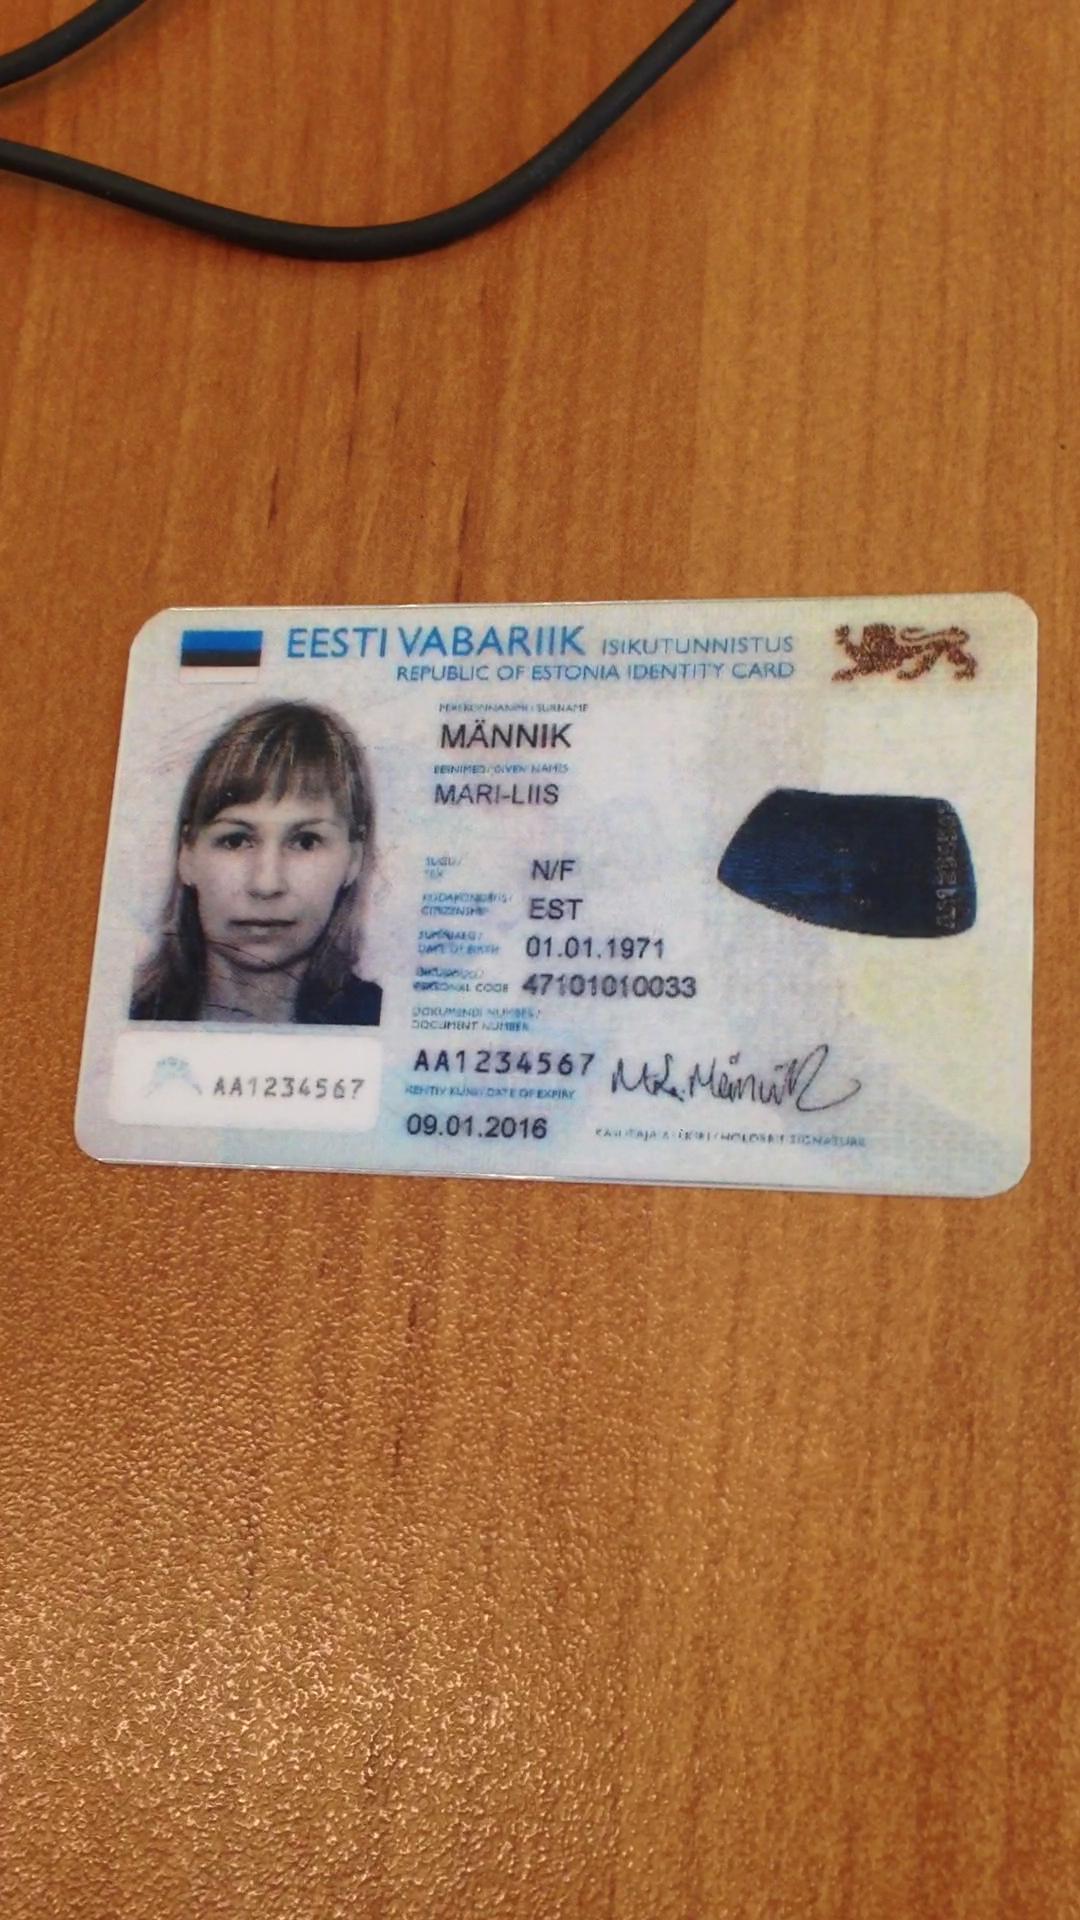 EESTI VABARIIK ISIKUTUNNISTUS
REPUBLIC OF ESTONIA IDENTITY CARD
PEREKONNANIMI / SURNAME
MÄNNIK
EESNIMED / GIVEN NAMES
MARI-LIIS
SUGU /
SEX
N/F
KODAKONDSUS /
CITIZENSHIP
EST
SÜNNIAEG /
DATE OF BIRTH
01.01.1971
ISIKUKOOD /
PERSONAL CODE
47101010033
DOKUMENDI NUMBER /
DOCUMENT NUMBER
AA1234567
AA1234567
KEHTIV KUNI / DATE OF EXPIRY
09.01.2016
M.L. Männik
KASUTAJA ALLKIRI / HOLDER'S SIGNATURE